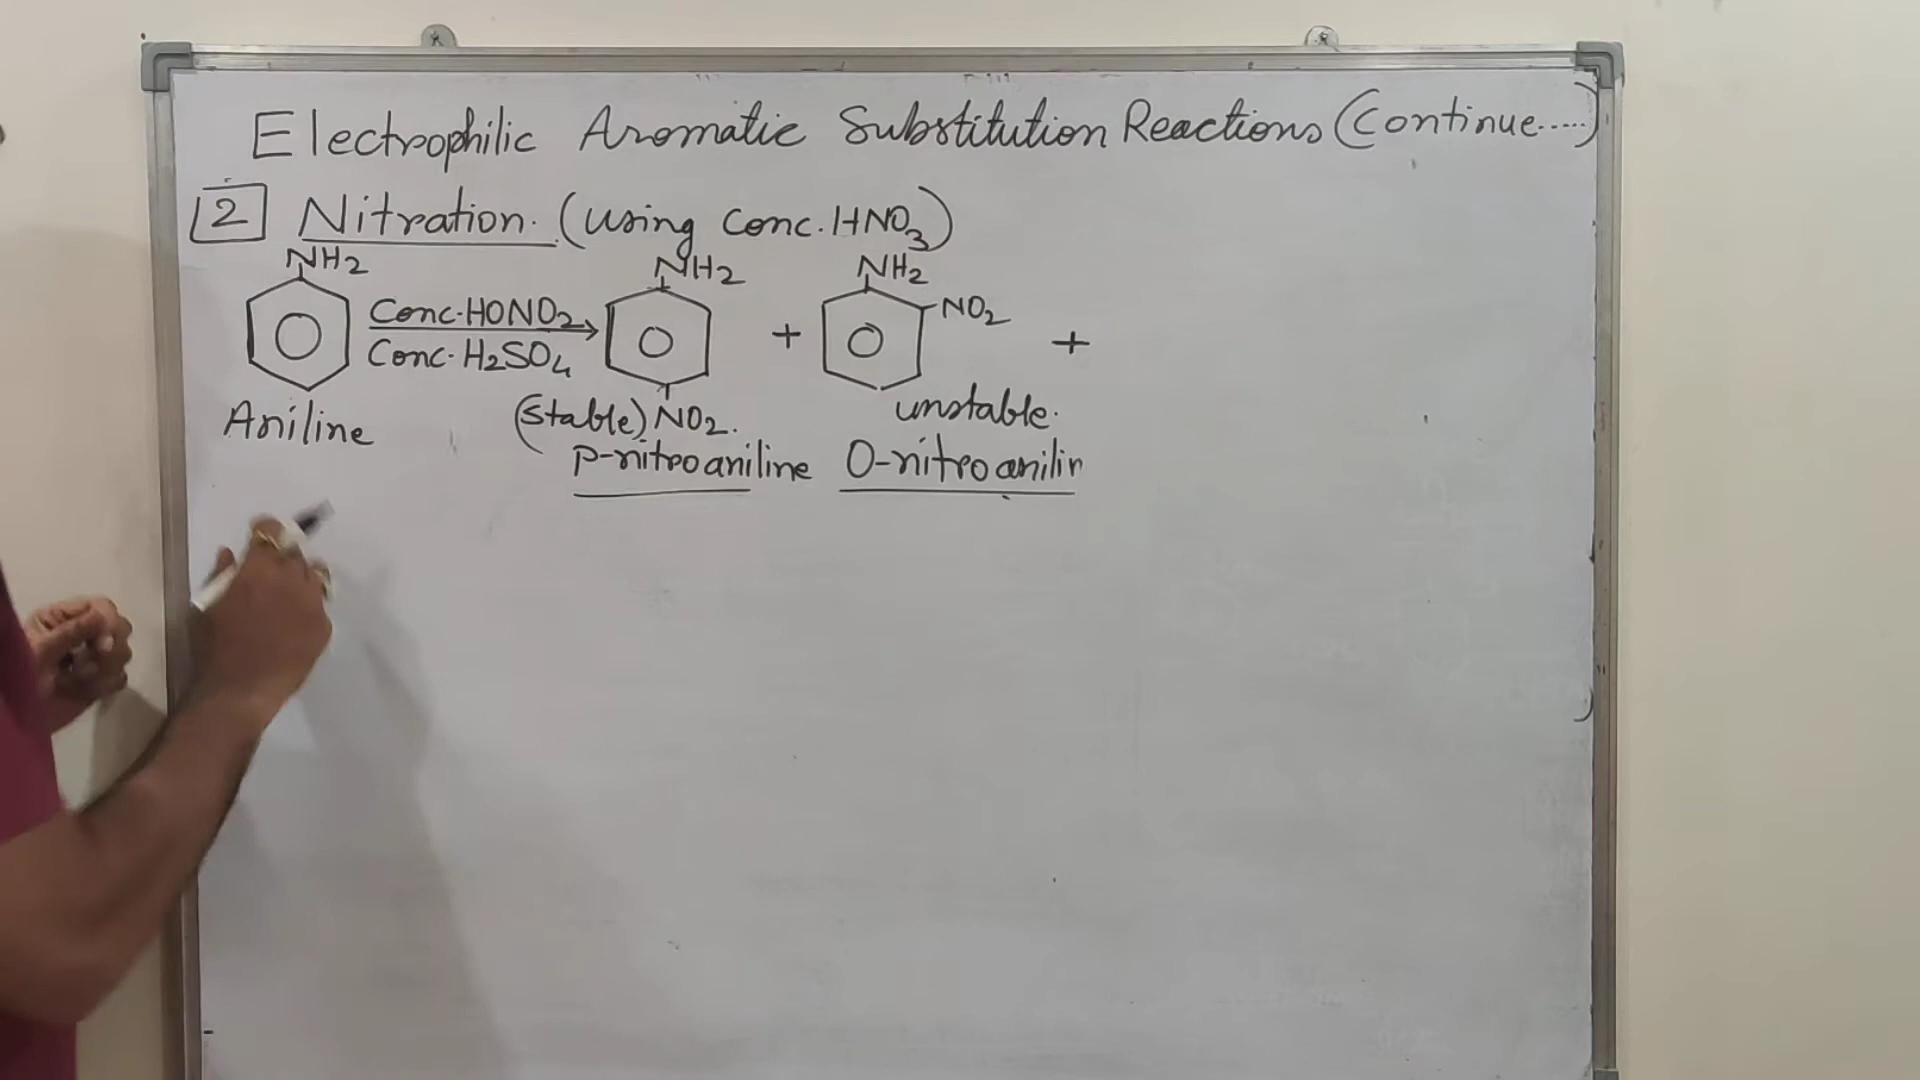 Electrophilic Aromatic Substitution Reactions (Continue.....)
2 Nitration. (using Conc. HNO3)
NH2 NH2 NH2
Conc. HONO2 + NO2 +
Conc. H2SO4
Aniline (stable) NO2. unstable.
p-nitroaniline O-nitroanilin